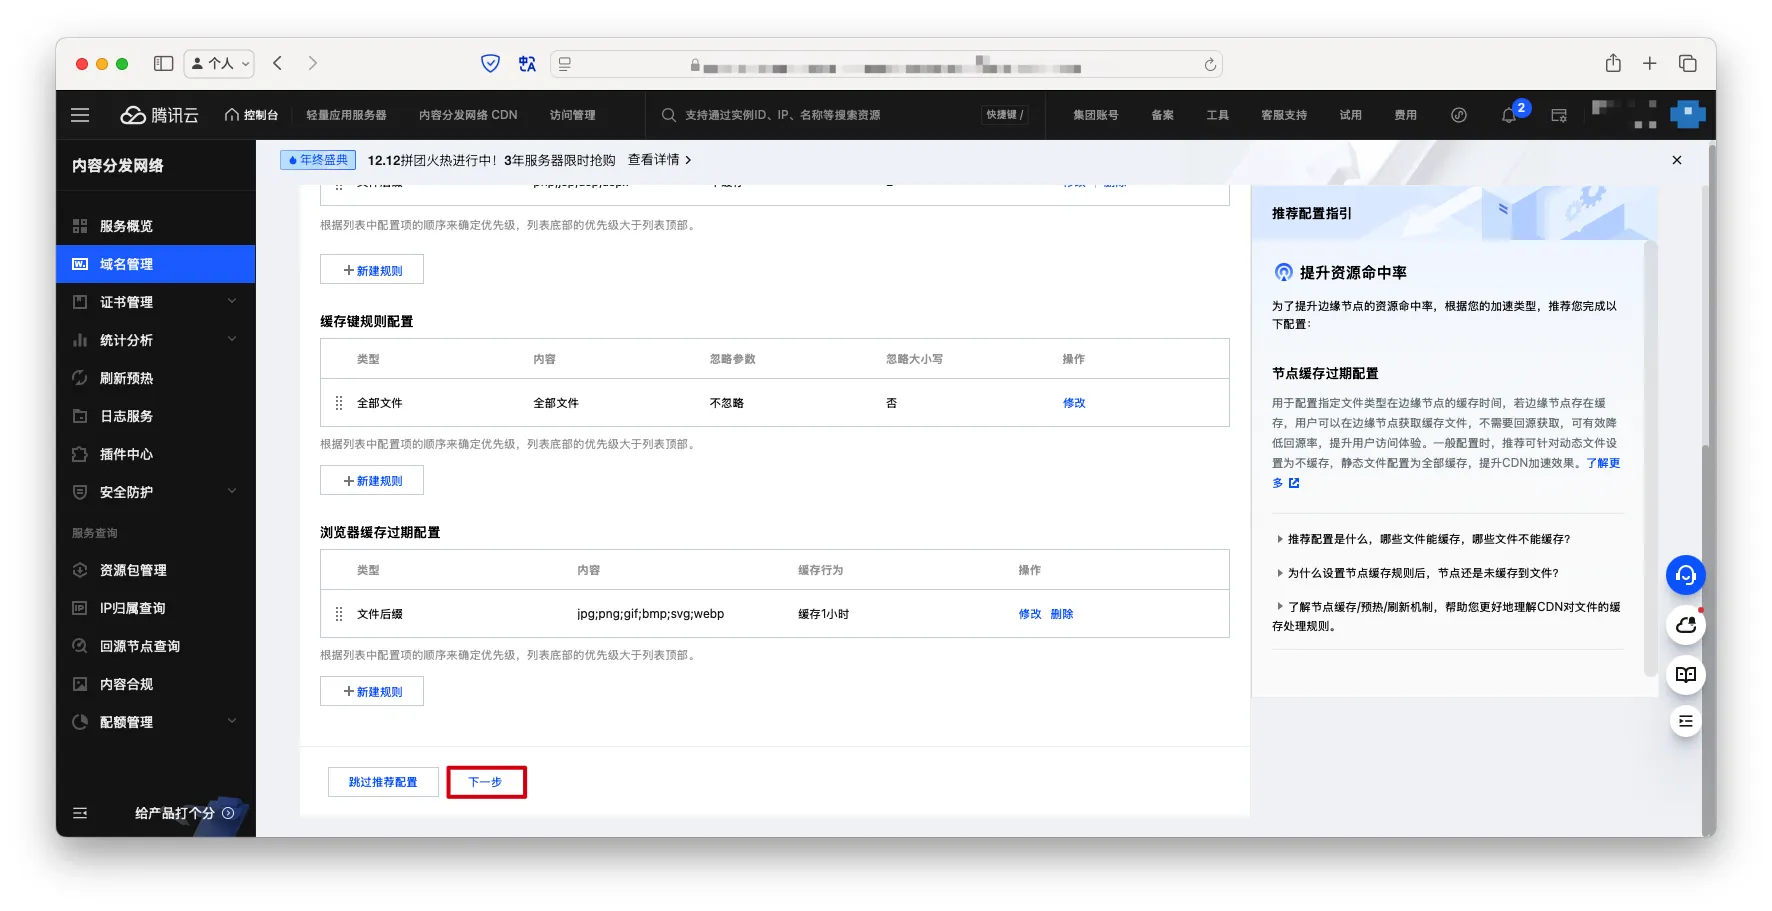 个人
腾讯云
控制台
轻量应用服务器
内容分发网络 CDN
访问管理
支持通过实例ID、IP、名称等搜索资源
快捷键 /
集团账号
备案
工具
客服支持
试用
费用
2
内容分发网络
年终盛典
12.12拼团火热进行中！3年服务器限时抢购
查看详情
服务概览
域名管理
证书管理
统计分析
刷新预热
日志服务
插件中心
安全防护
服务查询
资源包管理
IP归属查询
回源节点查询
内容合规
配额管理
给产品打个分
根据列表中配置项的顺序来确定优先级，列表底部的优先级大于列表顶部。
新建规则
缓存键规则配置
类型 内容 忽略参数 忽略大小写 操作
全部文件 全部文件 不忽略 否 修改
根据列表中配置项的顺序来确定优先级，列表底部的优先级大于列表顶部。
新建规则
浏览器缓存过期配置
类型 内容 缓存行为 操作
文件后缀 jpg;png;gif;bmp;svg;webp 缓存1小时 修改 删除
根据列表中配置项的顺序来确定优先级，列表底部的优先级大于列表顶部。
新建规则
跳过推荐配置
下一步
推荐配置指引
提升资源命中率
为了提升边缘节点的资源命中率，根据您的加速类型，推荐您完成以
下配置：
节点缓存过期配置
用于配置指定文件类型在边缘节点的缓存时间，若边缘节点存在缓
存，用户可以在边缘节点获取缓存文件，不需要回源获取，可有效降
低回源率，提升用户访问体验。一般配置时，推荐可针对动态文件设
置为不缓存，静态文件配置为全部缓存，提升CDN加速效果。了解更
多
推荐配置是什么，哪些文件能缓存，哪些文件不能缓存？
为什么设置节点缓存规则后，节点还是未缓存到文件？
了解节点缓存/预热/刷新机制，帮助您更好地理解CDN对文件的缓
存处理规则。